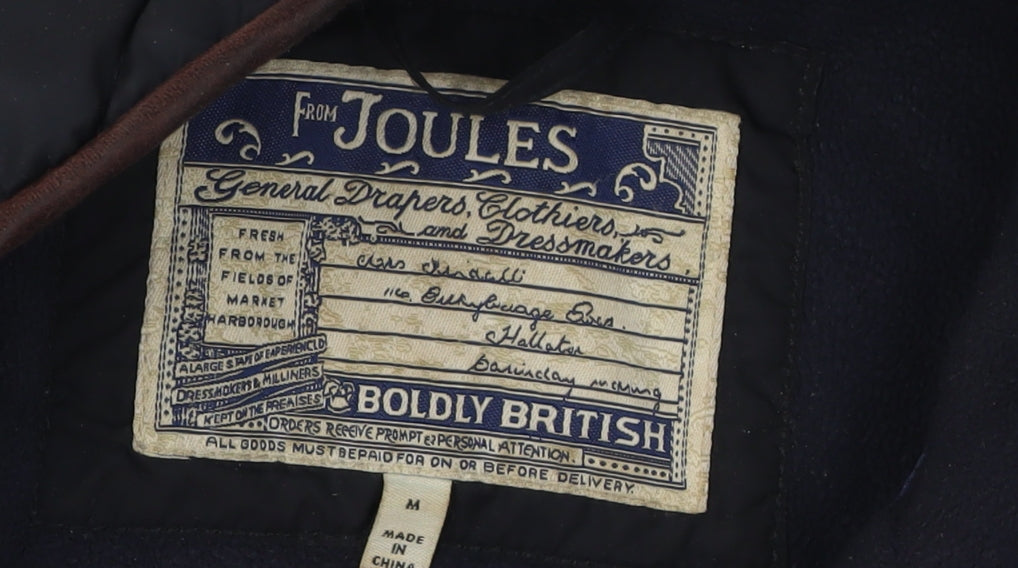 FROM JOULES
General Drapers, Clothiers,
and Dressmakers,
FRESH
FROM THE
FIELDS OF
MARKET
HARBOROUGH
A LARGE STAFF OF EXPERIENCED
DRESSMAKERS & MILLINERS
KEPT ON THE PREMISES
Hallaton
BOLDLY BRITISH
ORDERS RECEIVE PROMPT & PERSONAL ATTENTION.
ALL GOODS MUST BE PAID FOR ON OR BEFORE DELIVERY.
M
MADE
IN
CHINA